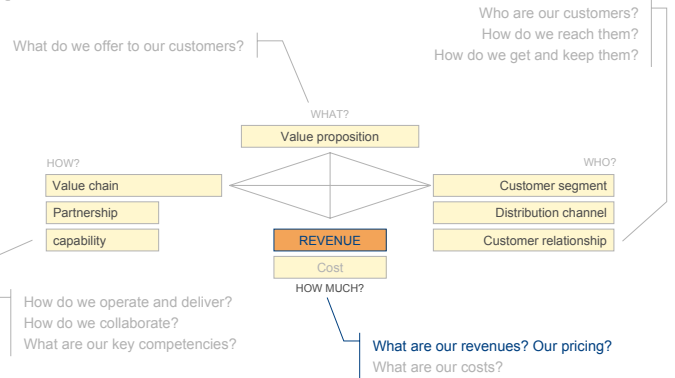 Who are our customers?
How do we reach them?
How do we get and keep them?
What do we offer to our customers?
WHAT?
Value proposition
HOW?
Value chain
Partnership
capability
WHO?
Customer segment
Distribution channel
Customer relationship
REVENUE
Cost
HOW MUCH?
How do we operate and deliver?
How do we collaborate?
What are our key competencies?
What are our revenues? Our pricing?
What are our costs?